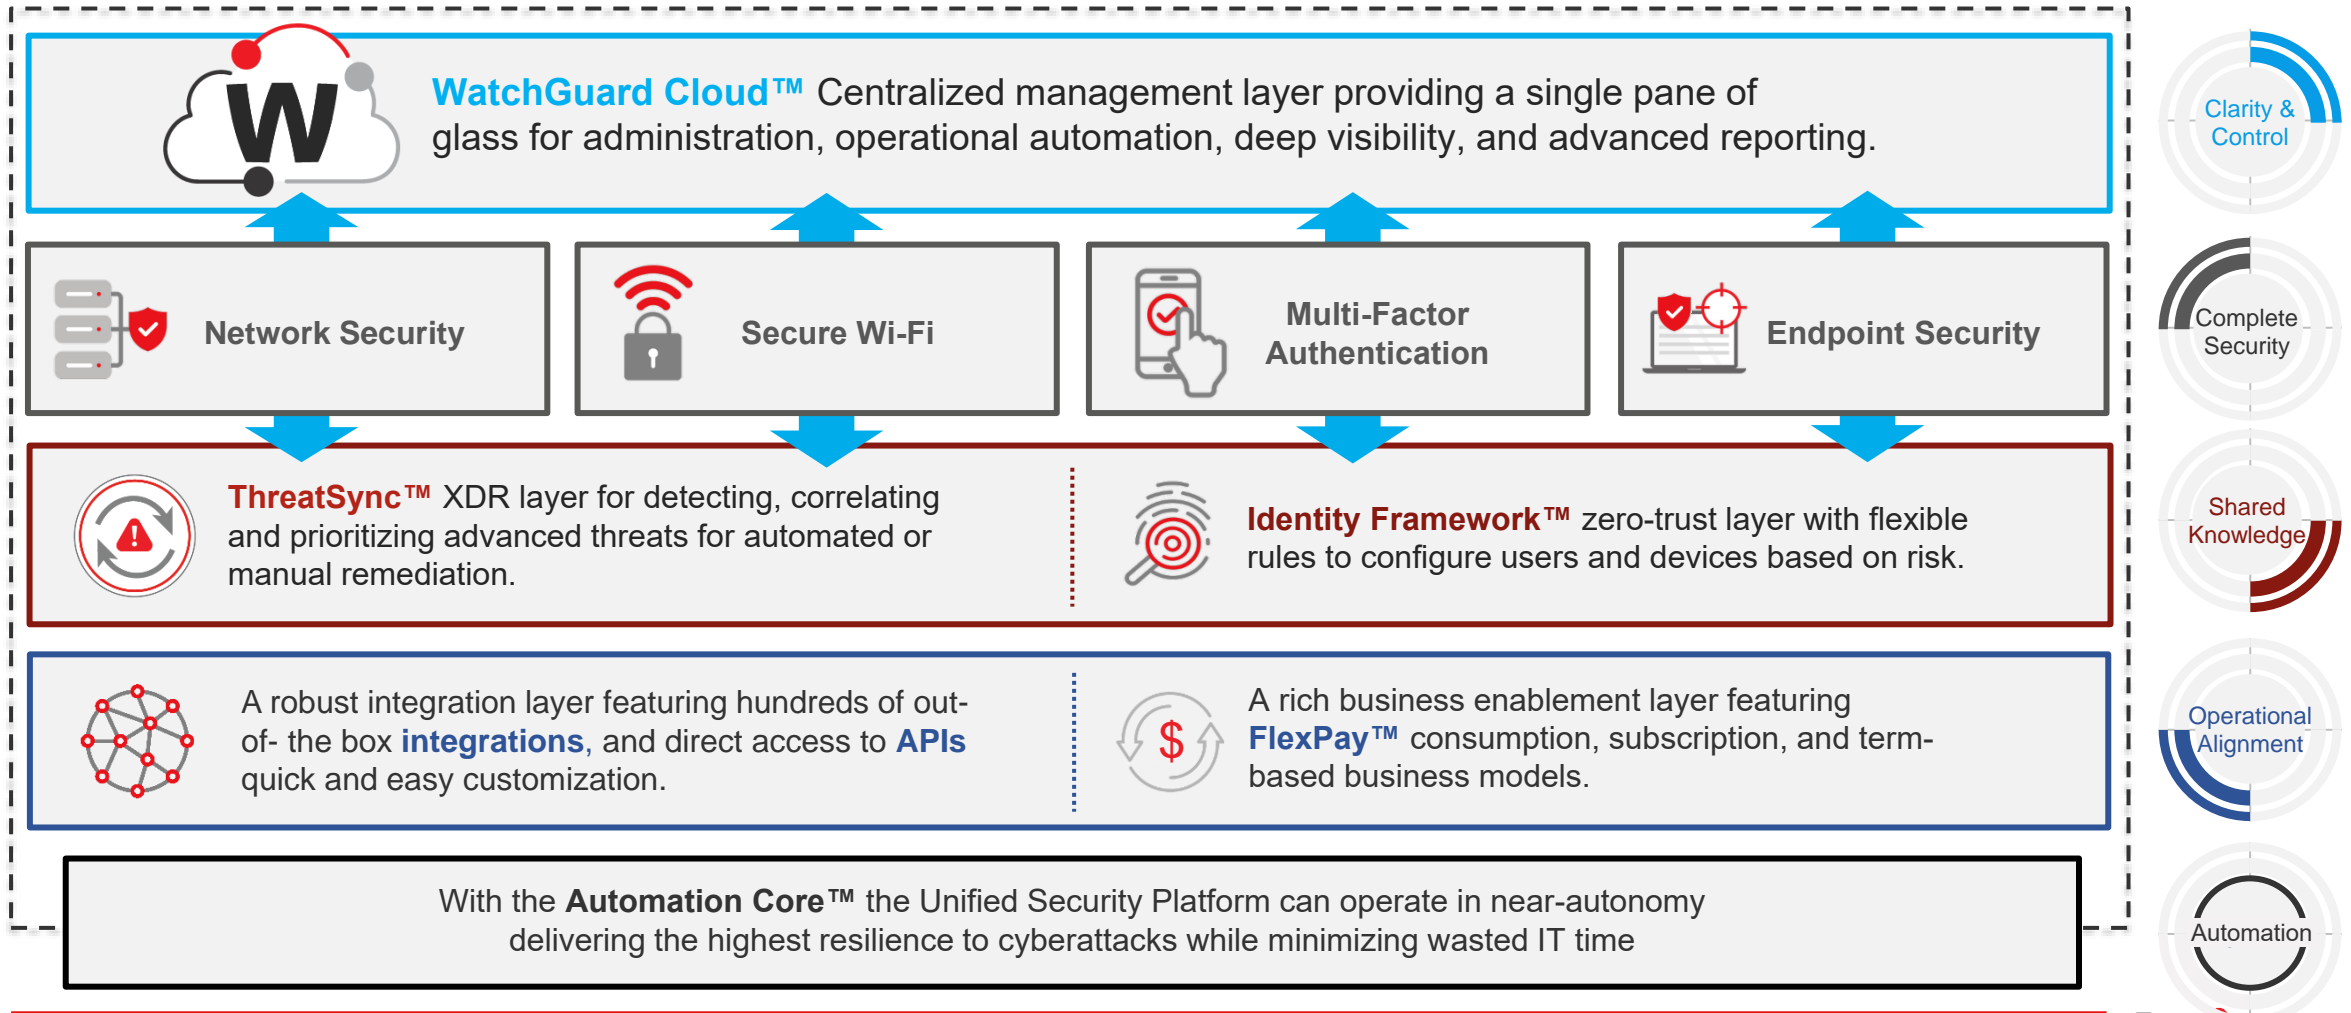 WatchGuard Cloud™ Centralized management layer providing a single pane of
glass for administration, operational automation, deep visibility, and advanced reporting.
W
Clarity &
Control
Network Security
Secure Wi-Fi
Multi-Factor
Authentication
Endpoint Security
Complete
Security
ThreatSync™ XDR layer for detecting, correlating
and prioritizing advanced threats for automated or
manual remediation.
Identity Framework™ zero-trust layer with flexible
rules to configure users and devices based on risk.
Shared
Knowledge
A robust integration layer featuring hundreds of out-
of- the box integrations, and direct access to APIs
quick and easy customization.
$
A rich business enablement layer featuring
FlexPay™ consumption, subscription, and term-
based business models.
Operational
Alignment
With the Automation Core™ the Unified Security Platform can operate in near-autonomy
delivering the highest resilience to cyberattacks while minimizing wasted IT time
Automation